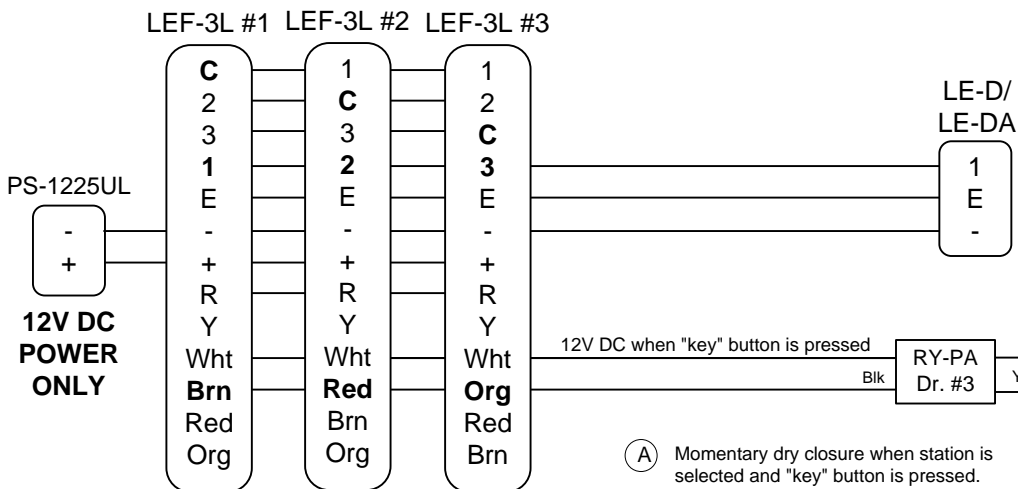 LEF-3L #1 LEF-3L #2 LEF-3L #3
C 1 1
2 C 2
3 3 C
1 2 3
E E E
- - -
+ + +
R R R
Y Y Y
Wht Wht Wht
Brn Red Org
Red Brn Red
Org Org Brn
PS-1225UL
-
+
12V DC
POWER
ONLY
LE-D/
LE-DA
1
E
-
12V DC when "key" button is pressed
Blk
RY-PA
Dr. #3
Y
A Momentary dry closure when station is
selected and "key" button is pressed.